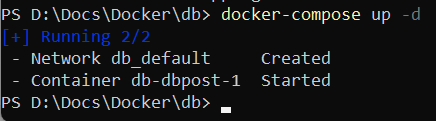 PS D:\Docs\Docker\db> docker-compose up -d
[+] Running 2/2
- Network db_default Created
- Container db-dbpost-1 Started
PS D:\Docs\Docker\db>